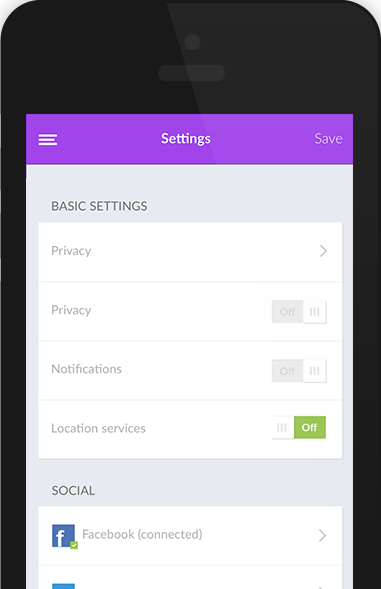 Settings
Save
BASIC SETTINGS
Privacy
Privacy
Off
Notifications
Off
Location services
Off
SOCIAL
f
Facebook (connected)